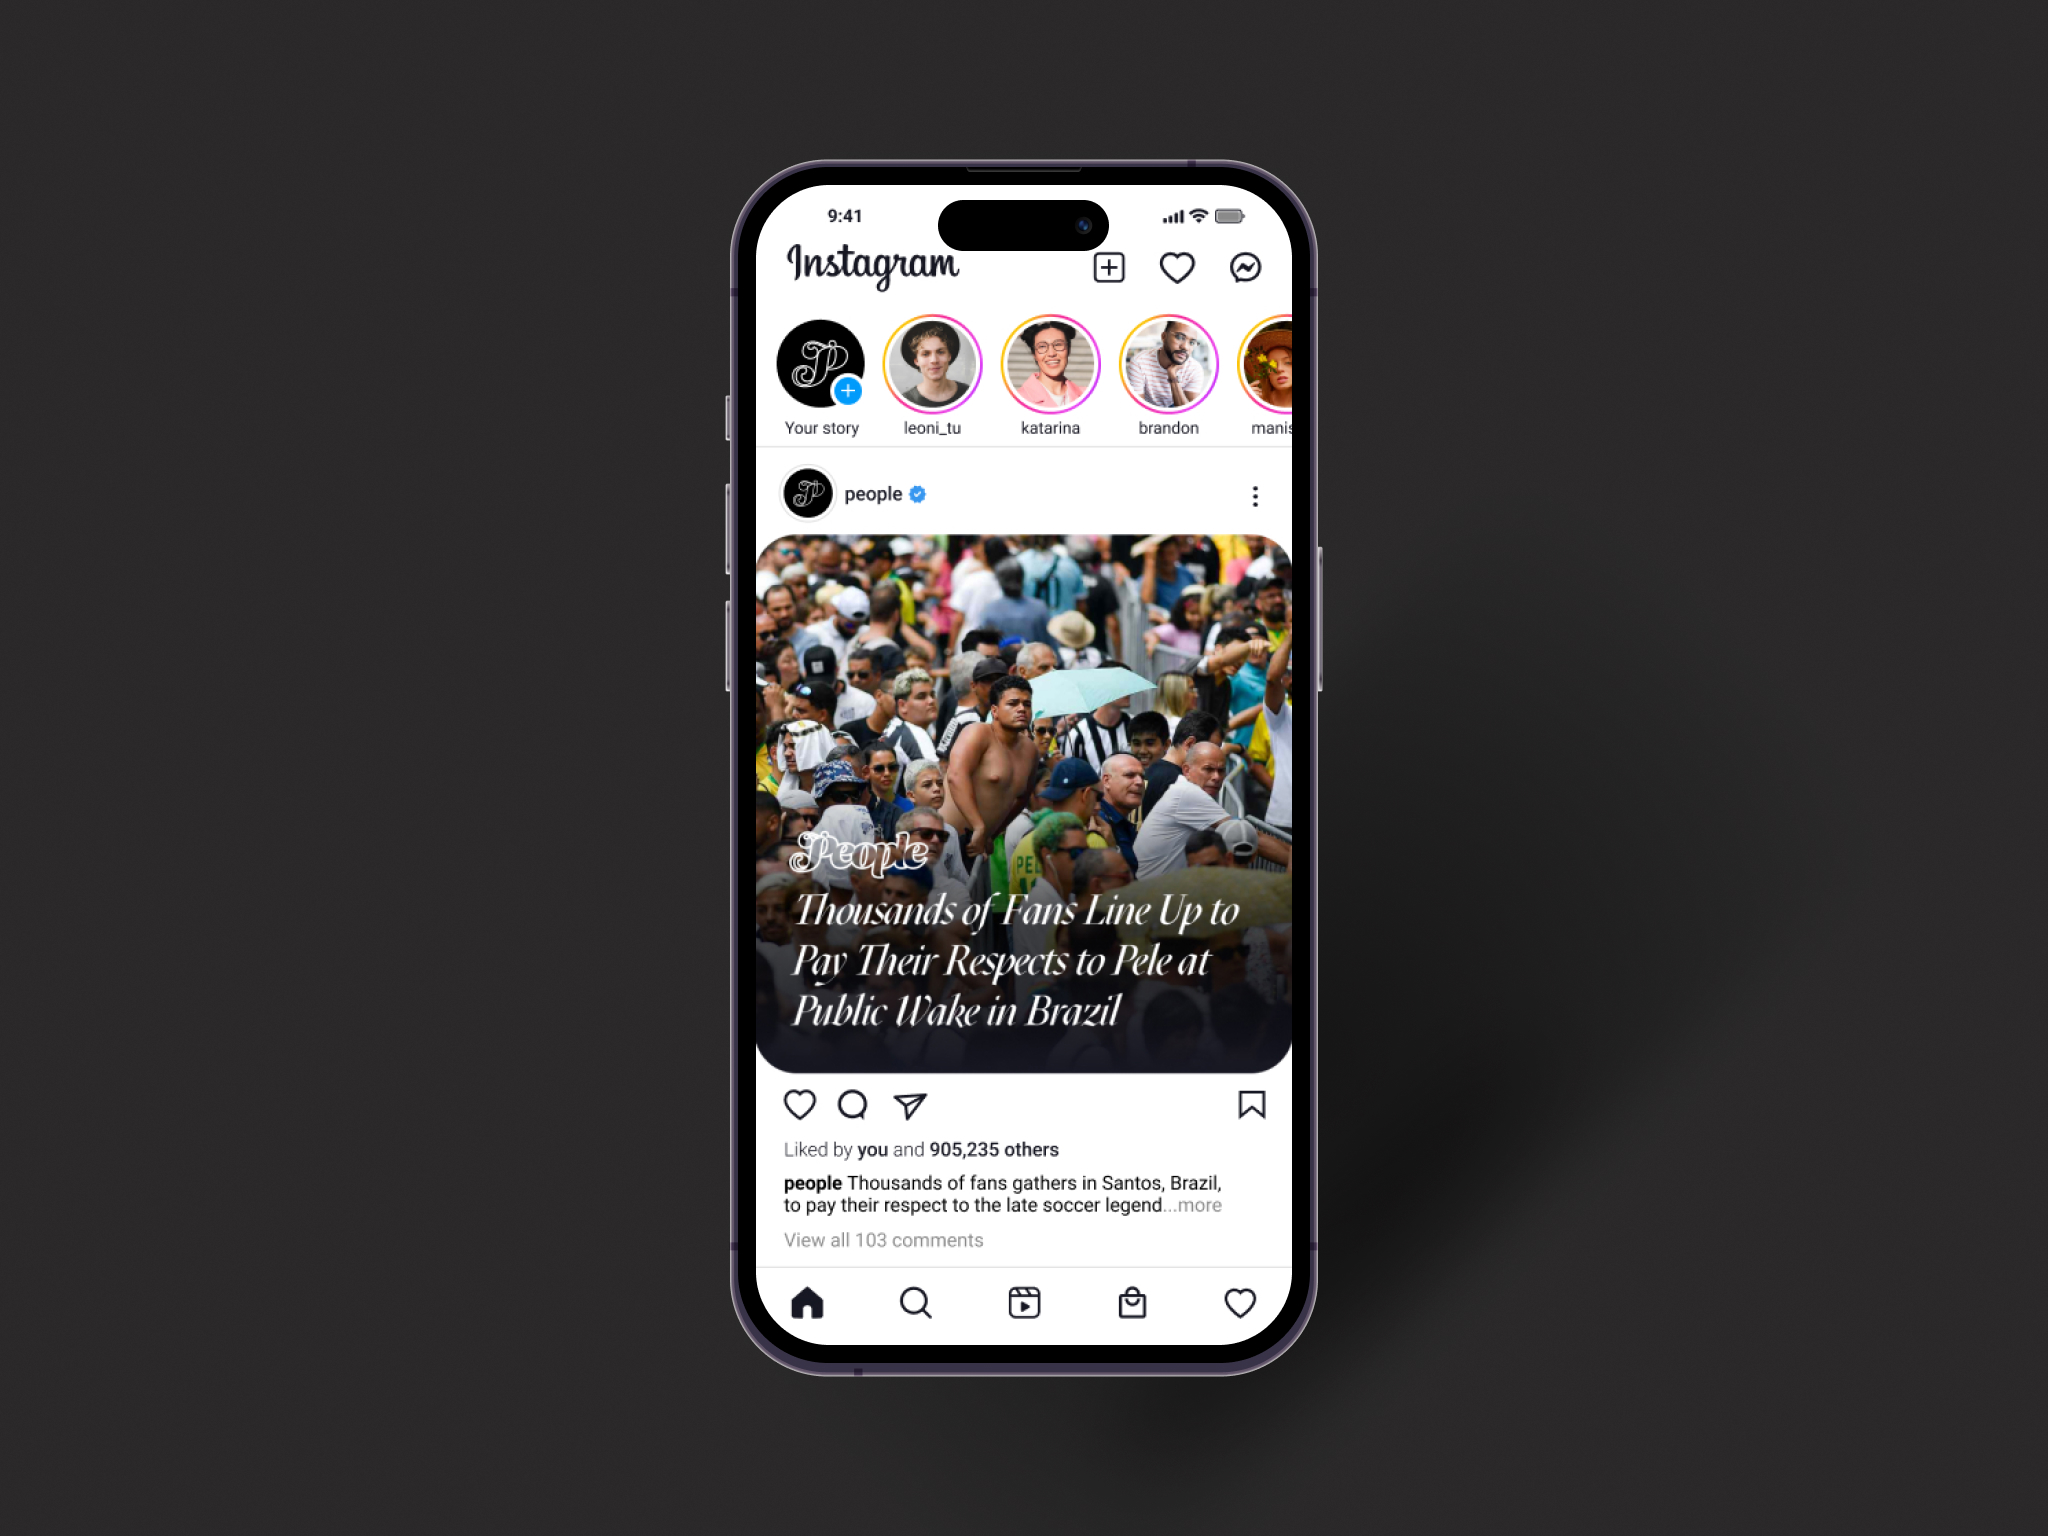 9:41
Instagram
Your story
leoni_tu
katarina
brandon
manis
people
PEL
People
Thousands of Fans Line Up to
Pay Their Respects to Pele at
Public Wake in Brazil
Liked by you and 905,235 others
people Thousands of fans gathers in Santos, Brazil,
to pay their respect to the late soccer legend...more
View all 103 comments